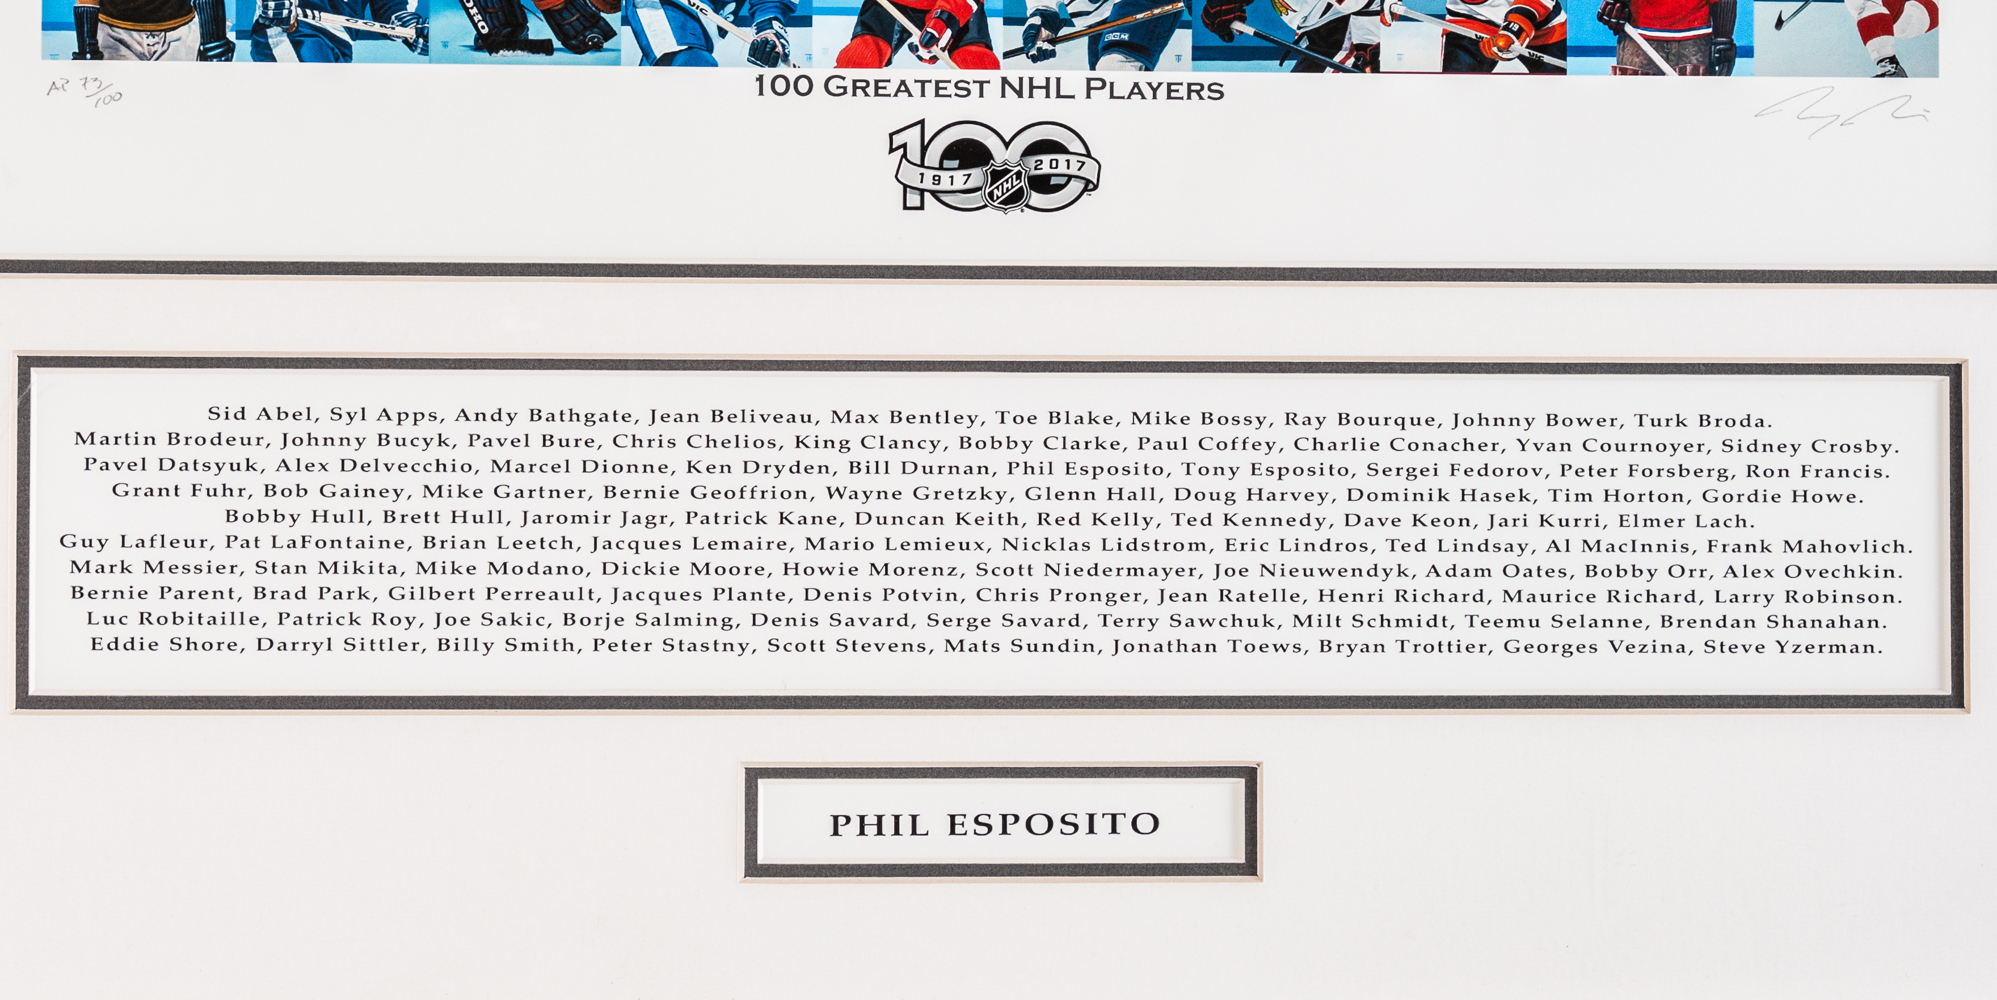 AP 73/100
100 Greatest NHL Players
100
1917 NHL 2017
Sid Abel, Syl Apps, Andy Bathgate, Jean Beliveau, Max Bentley, Toe Blake, Mike Bossy, Ray Bourque, Johnny Bower, Turk Broda.
Martin Brodeur, Johnny Bucyk, Pavel Bure, Chris Chelios, King Clancy, Bobby Clarke, Paul Coffey, Charlie Conacher, Yvan Cournoyer, Sidney Crosby.
Pavel Datsyuk, Alex Delvecchio, Marcel Dionne, Ken Dryden, Bill Durnan, Phil Esposito, Tony Esposito, Sergei Fedorov, Peter Forsberg, Ron Francis.
Grant Fuhr, Bob Gainey, Mike Gartner, Bernie Geoffrion, Wayne Gretzky, Glenn Hall, Doug Harvey, Dominik Hasek, Tim Horton, Gordie Howe.
Bobby Hull, Brett Hull, Jaromir Jagr, Patrick Kane, Duncan Keith, Red Kelly, Ted Kennedy, Dave Keon, Jari Kurri, Elmer Lach.
Guy Lafleur, Pat LaFontaine, Brian Leetch, Jacques Lemaire, Mario Lemieux, Nicklas Lidstrom, Eric Lindros, Ted Lindsay, Al MacInnis, Frank Mahovlich.
Mark Messier, Stan Mikita, Mike Modano, Dickie Moore, Howie Morenz, Scott Niedermayer, Joe Nieuwendyk, Adam Oates, Bobby Orr, Alex Ovechkin.
Bernie Parent, Brad Park, Gilbert Perreault, Jacques Plante, Denis Potvin, Chris Pronger, Jean Ratelle, Henri Richard, Maurice Richard, Larry Robinson.
Luc Robitaille, Patrick Roy, Joe Sakic, Borje Salming, Denis Savard, Serge Savard, Terry Sawchuk, Milt Schmidt, Teemu Selanne, Brendan Shanahan.
Eddie Shore, Darryl Sittler, Billy Smith, Peter Stastny, Scott Stevens, Mats Sundin, Jonathan Toews, Bryan Trottier, Georges Vezina, Steve Yzerman.
PHIL ESPOSITO